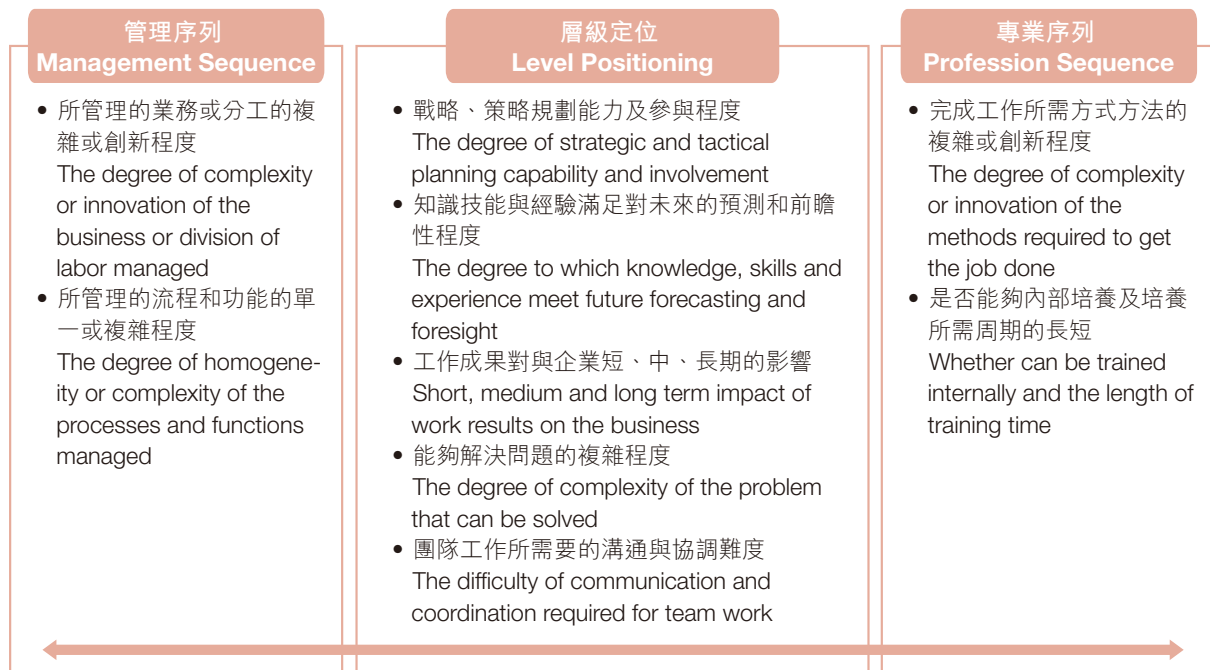 管理序列
Management Sequence
• 所管理的業務或分工的複
雜或創新程度
The degree of complexity
or innovation of the
business or division of
labor managed
• 所管理的流程和功能的單
一或複雜程度
The degree of homogene-
ity or complexity of the
processes and functions
managed
層級定位
Level Positioning
• 戰略、策略規劃能力及參與程度
The degree of strategic and tactical
planning capability and involvement
• 知識技能與經驗滿足對未來的預測和前瞻
性程度
The degree to which knowledge, skills and
experience meet future forecasting and
foresight
• 工作成果對與企業短、中、長期的影響
Short, medium and long term impact of
work results on the business
• 能夠解決問題的複雜程度
The degree of complexity of the problem
that can be solved
• 團隊工作所需要的溝通與協調難度
The difficulty of communication and
coordination required for team work
專業序列
Profession Sequence
• 完成工作所需方式方法的
複雜或創新程度
The degree of complexity
or innovation of the
methods required to get
the job done
• 是否能夠內部培養及培養
所需周期的長短
Whether can be trained
internally and the length of
training time